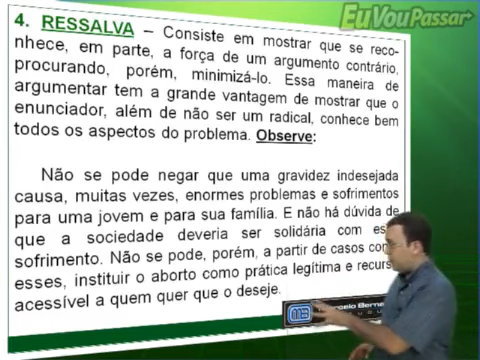 EuVouPassar
4. RESSALVA – Consiste em mostrar que se reco-
nhece, em parte, a força de um argumento contrário,
procurando, porém, minimizá-lo. Essa maneira de
argumentar tem a grande vantagem de mostrar que o
enunciador, além de não ser um radical, conhece bem
todos os aspectos do problema. Observe:
Não se pode negar que uma gravidez indesejada
causa, muitas vezes, enormes problemas e sofrimentos
para uma jovem e para sua família. E não há dúvida de
que a sociedade deveria ser solidária com es
sofrimento. Não se pode, porém, a partir de casos co
esses, instituir o aborto como prática legítima e recurs
acessível a quem quer que o deseje.
MB